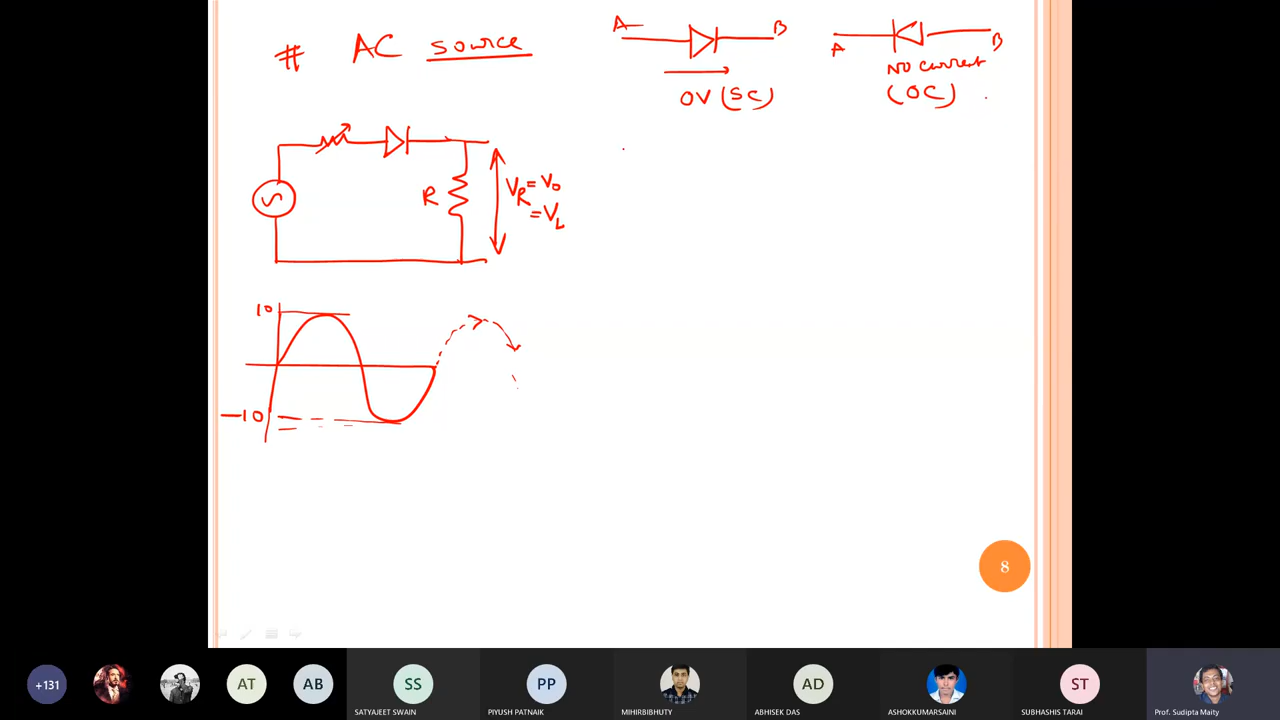 # AC source
A B
0V (SC)
A B
No current
(OC)
R
VR = Vo
= VL
10
-10
8
+131
AT
AB
SS
SATYAJEET SWAIN
PP
PIYUSH PATNAIK
MIHIRBIBHUTY
AD
ABHISEK DAS
ASHOKKUMARSAINI
ST
SUBHASHIS TARAI
Prof. Sudipta Maity